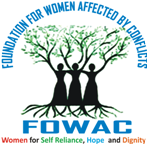 FOUNDATION FOR WOMEN AFFECTED BY CONFLICTS
FOWAC
Women for Self Reliance, Hope and Dignity